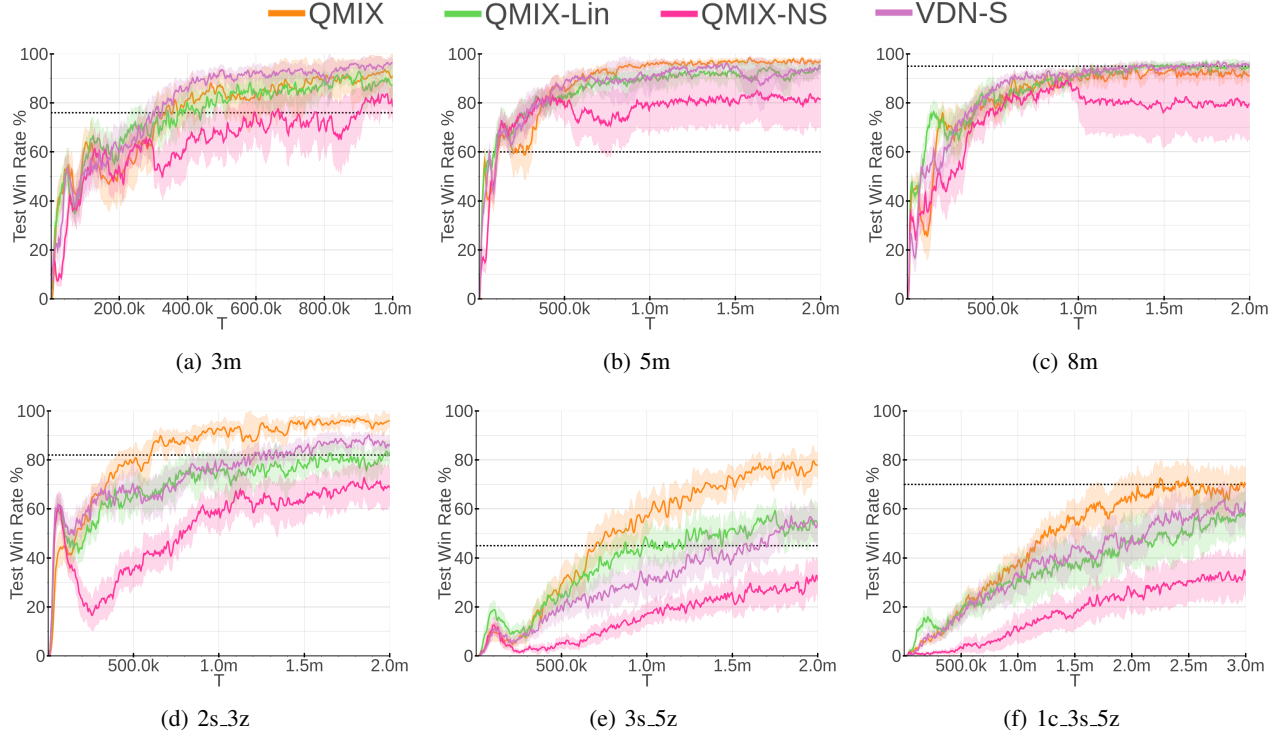 QMIX QMIX-Lin QMIX-NS VDN-S
Test Win Rate %
100
80
60
40
20
0
200.0k 400.0k 600.0k 800.0k 1.0m
T
(a) 3m
Test Win Rate %
100
80
60
40
20
0
500.0k 1.0m 1.5m 2.0m
T
(b) 5m
Test Win Rate %
100
80
60
40
20
0
500.0k 1.0m 1.5m 2.0m
T
(c) 8m
Test Win Rate %
100
80
60
40
20
0
500.0k 1.0m 1.5m 2.0m
T
(d) 2s_3z
Test Win Rate %
100
80
60
40
20
0
500.0k 1.0m 1.5m 2.0m
T
(e) 3s_5z
Test Win Rate %
100
80
60
40
20
0
500.0k 1.0m 1.5m 2.0m 2.5m 3.0m
T
(f) 1c_3s_5z